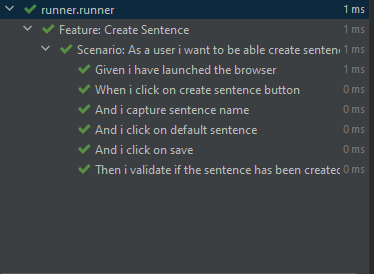 runner.runner 1 ms
Feature: Create Sentence 1 ms
Scenario: As a user i want to be able create senten 1 ms
Given i have launched the browser 1 ms
When i click on create sentence button 0 ms
And i capture sentence name 0 ms
And i click on default sentence 0 ms
And i click on save 0 ms
Then i validate if the sentence has been created 0 ms